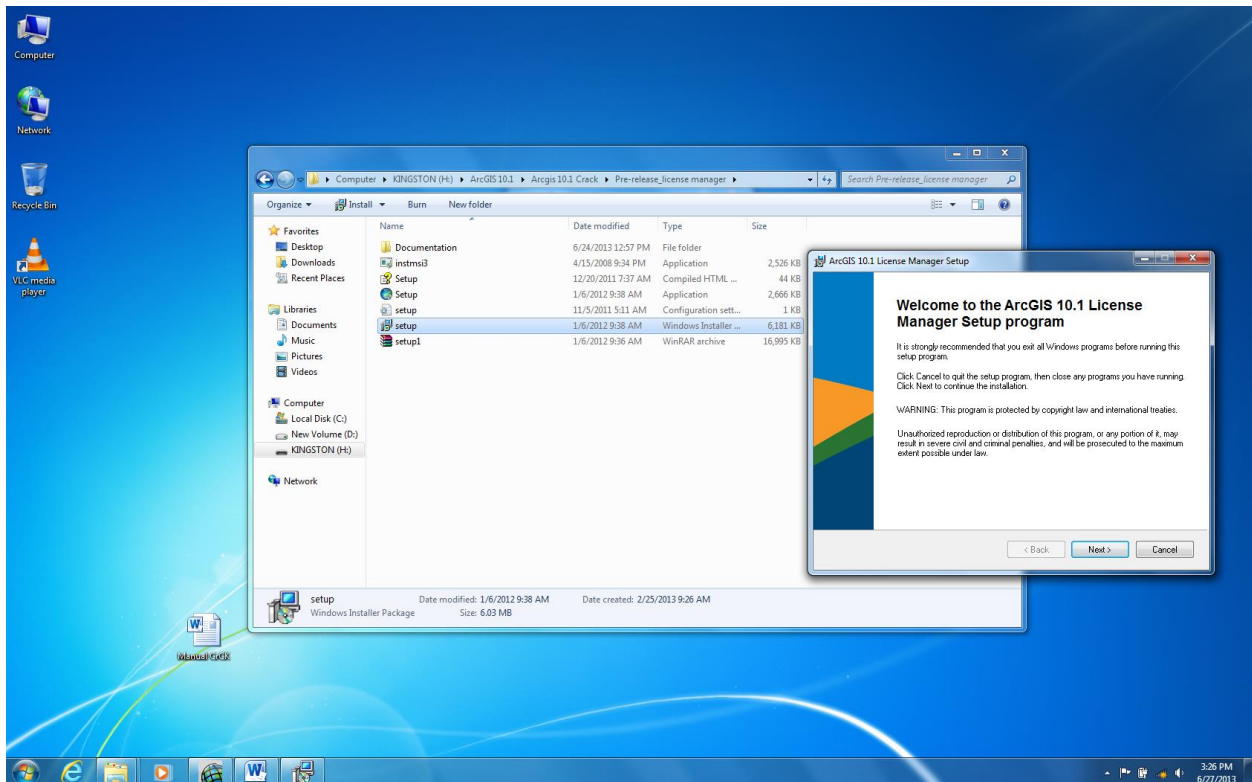 Computer
Network
Recycle Bin
VLC media
player
Computer ▸ KINGSTON (H:) ▸ ArcGIS 10.1 ▸ Arcgis 10.1 Crack ▸ Pre-release_license manager ▸
Search Pre-release_license manager
Organize Install Burn New folder
Favorites
Desktop
Downloads
Recent Places
Libraries
Documents
Music
Pictures
Videos
Computer
Local Disk (C:)
New Volume (D:)
KINGSTON (H:)
Network
Name Date modified Type Size
Documentation 6/24/2013 12:57 PM File folder
instmsi3 4/15/2008 9:34 PM Application 2,526 KB
Setup 12/20/2011 7:37 AM Compiled HTML ... 44 KB
Setup 1/6/2012 9:38 AM Application 2,666 KB
setup 11/5/2011 5:11 AM Configuration sett... 1 KB
setup 1/6/2012 9:38 AM Windows Installer ... 6,181 KB
setup1 1/6/2012 9:36 AM WinRAR archive 16,995 KB
setup Date modified: 1/6/2012 9:38 AM Date created: 2/25/2013 9:26 AM
Windows Installer Package Size: 6.03 MB
ArcGIS 10.1 License Manager Setup
Welcome to the ArcGIS 10.1 License
Manager Setup program
It is strongly recommended that you exit all Windows programs before running this
setup program.
Click Cancel to quit the setup program, then close any programs you have running.
Click Next to continue the installation.
WARNING: This program is protected by copyright law and international treaties.
Unauthorized reproduction or distribution of this program, or any portion of it, may
result in severe civil and criminal penalties, and will be prosecuted to the maximum
extent possible under law.
< Back Next > Cancel
Manual
3:26 PM
6/27/2013